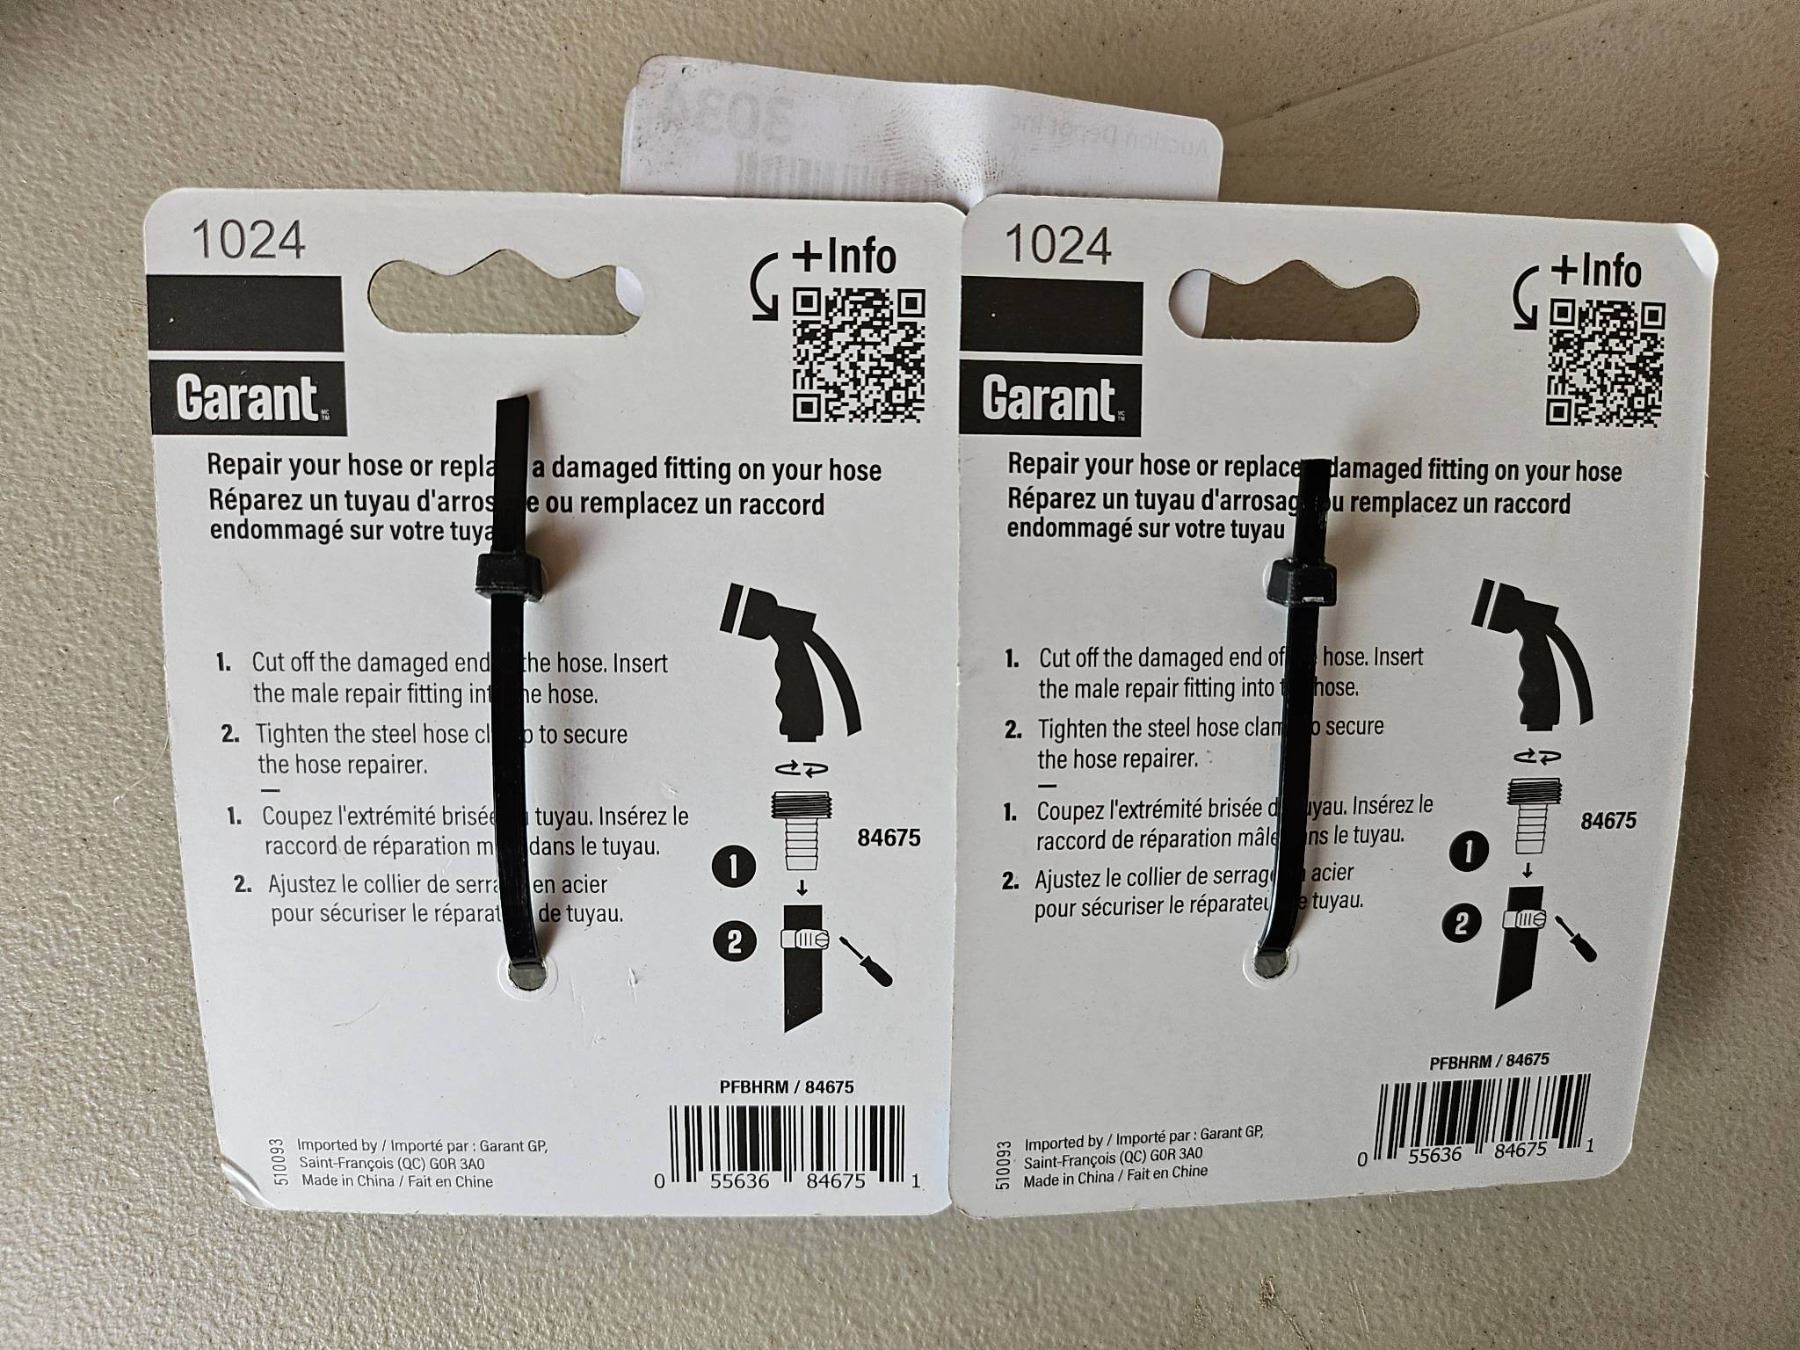 3034
Auction Depot Inc
1024
+Info
Garant
Repair your hose or repla a damaged fitting on your hose
Réparez un tuyau d'arros e ou remplacez un raccord
endommagé sur votre tuya
1. Cut off the damaged end the hose. Insert
the male repair fitting int he hose.
2. Tighten the steel hose cl p to secure
the hose repairer.
1. Coupez l'extrémité brisée tuyau. Insérez le
raccord de réparation m dans le tuyau.
2. Ajustez le collier de serra en acier
pour sécuriser le réparat de tuyau.
84675
1
2
PFBHRM / 84675
0 55636 84675 1
510093
Imported by / Importé par : Garant GP,
Saint-François (QC) G0R 3A0
Made in China / Fait en Chine
1024
+Info
Garant
Repair your hose or replace damaged fitting on your hose
Réparez un tuyau d'arrosag ou remplacez un raccord
endommagé sur votre tuyau
1. Cut off the damaged end of hose. Insert
the male repair fitting into t hose.
2. Tighten the steel hose clam o secure
the hose repairer.
1. Coupez l'extrémité brisée d uyau. Insérez le
raccord de réparation mâle ns le tuyau.
2. Ajustez le collier de serrage acier
pour sécuriser le réparateu e tuyau.
84675
1
2
PFBHRM / 84675
0 55636 84675 1
510093
Imported by / Importé par : Garant GP,
Saint-François (QC) G0R 3A0
Made in China / Fait en Chine